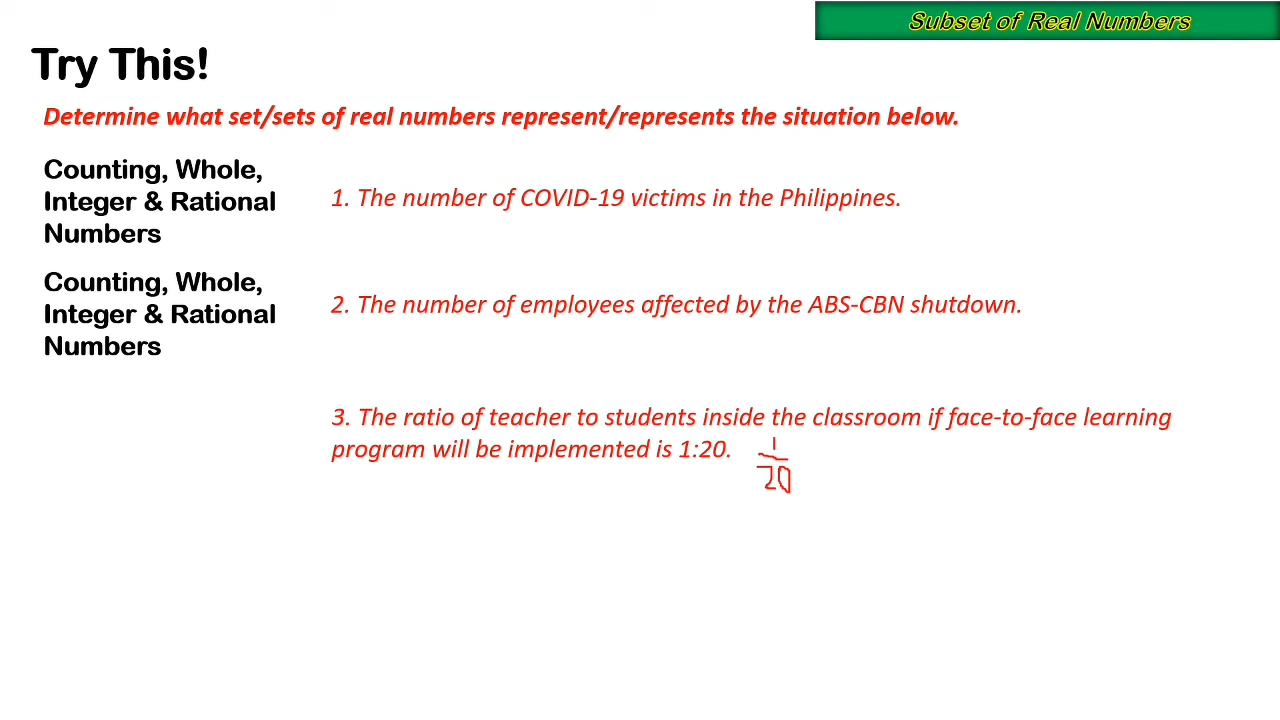 Subset of Real Numbers
Try This!
Determine what set/sets of real numbers represent/represents the situation below.
Counting, Whole,
Integer & Rational
Numbers
1. The number of COVID-19 victims in the Philippines.
Counting, Whole,
Integer & Rational
Numbers
2. The number of employees affected by the ABS-CBN shutdown.
3. The ratio of teacher to students inside the classroom if face-to-face learning
program will be implemented is 1:20.
1
20